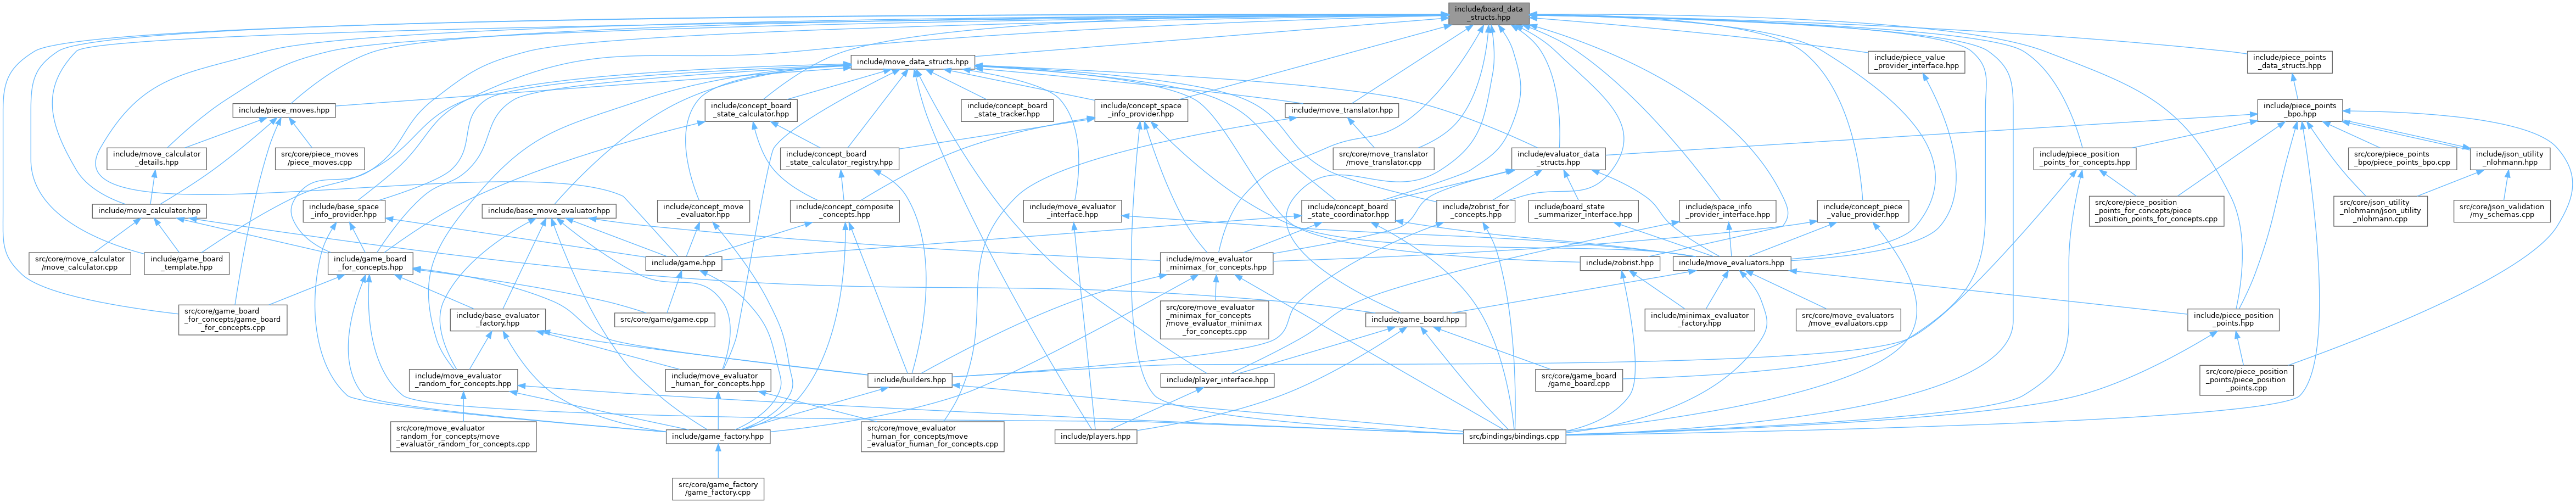 include/board_data
_structs.hpp
include/move_data_structs.hpp
include/piece_value
_provider_interface.hpp
include/piece_points
_data_structs.hpp
include/piece_moves.hpp
include/concept_board
_state_calculator.hpp
include/concept_board
_state_tracker.hpp
include/concept_space
_info_provider.hpp
include/move_translator.hpp
include/piece_points
_bpo.hpp
include/move_calculator
_details.hpp
src/core/piece_moves
/piece_moves.cpp
include/concept_board
_state_calculator_registry.hpp
src/core/move_translator
/move_translator.cpp
include/evaluator_data
_structs.hpp
include/piece_position
_points_for_concepts.hpp
src/core/piece_points
_bpo/piece_points_bpo.cpp
include/json_utility
_nlohmann.hpp
include/move_calculator.hpp
include/base_space
_info_provider.hpp
include/base_move_evaluator.hpp
include/concept_move
_evaluator.hpp
include/concept_composite
_concepts.hpp
include/move_evaluator
_interface.hpp
include/concept_board
_state_coordinator.hpp
include/zobrist_for
_concepts.hpp
include/board_state
_summarizer_interface.hpp
include/space_info
_provider_interface.hpp
include/concept_piece
_value_provider.hpp
src/core/piece_position
_points_for_concepts/piece
_position_points_for_concepts.cpp
src/core/json_utility
_nlohmann/json_utility
_nlohmann.cpp
src/core/json_validation
/my_schemas.cpp
src/core/move_calculator
/move_calculator.cpp
include/game_board
_template.hpp
include/game_board
_for_concepts.hpp
include/game.hpp
include/move_evaluator
_minimax_for_concepts.hpp
include/zobrist.hpp
include/move_evaluators.hpp
src/core/game_board
_for_concepts/game_board
_for_concepts.cpp
include/base_evaluator
_factory.hpp
src/core/game/game.cpp
src/core/move_evaluator
_minimax_for_concepts
/move_evaluator_minimax
_for_concepts.cpp
include/game_board.hpp
include/minimax_evaluator
_factory.hpp
src/core/move_evaluators
/move_evaluators.cpp
include/piece_position
_points.hpp
include/move_evaluator
_random_for_concepts.hpp
include/move_evaluator
_human_for_concepts.hpp
include/builders.hpp
include/player_interface.hpp
src/core/game_board
/game_board.cpp
src/core/piece_position
_points/piece_position
_points.cpp
src/core/move_evaluator
_random_for_concepts/move
_evaluator_random_for_concepts.cpp
include/game_factory.hpp
src/core/move_evaluator
_human_for_concepts/move
_evaluator_human_for_concepts.cpp
include/players.hpp
src/bindings/bindings.cpp
src/core/game_factory
/game_factory.cpp